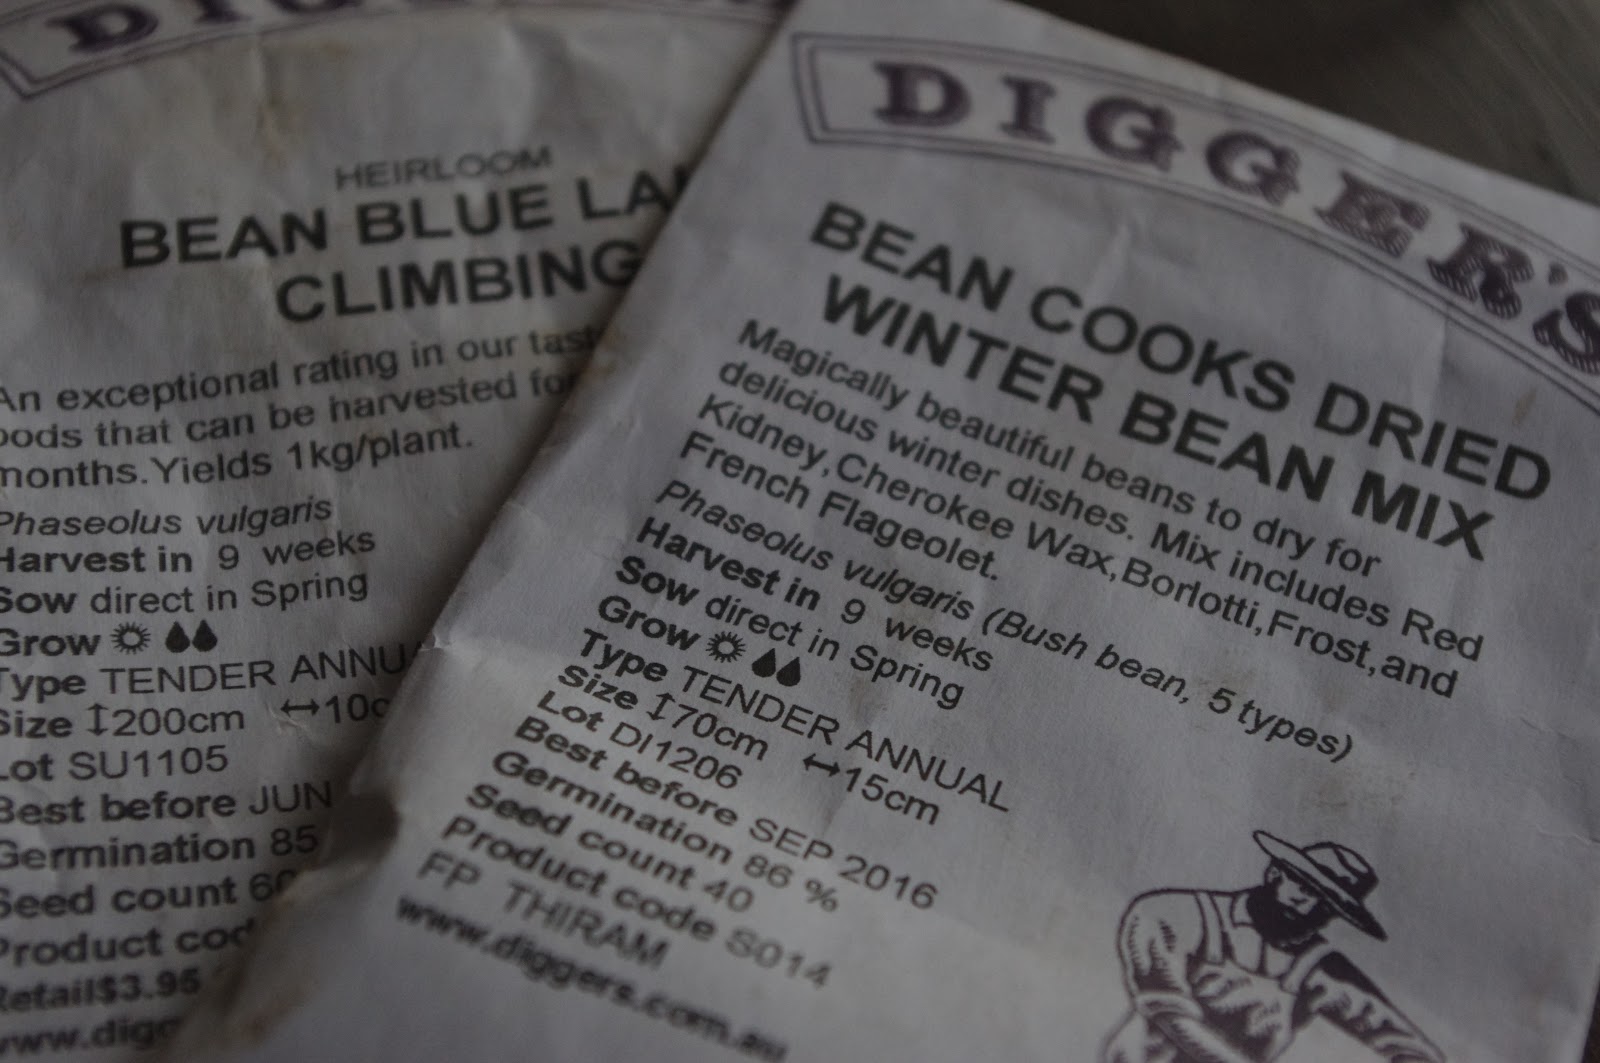 HEIRLOOM
BEAN BLUE LA
CLIMBING
An exceptional rating in our tast
pods that can be harvested for
months. Yields 1kg/plant.
Phaseolus vulgaris
Harvest in 9 weeks
Sow direct in Spring
Grow
Type TENDER ANNUA
Size ↕200cm ↔10c
Lot SU1105
Best before JUN
Germination 85
Seed count 60
Product cod
Retail$3.95
www.digg
DIGGER'S
BEAN COOKS DRIED
WINTER BEAN MIX
Magically beautiful beans to dry for
delicious winter dishes. Mix includes Red
Kidney,Cherokee Wax,Borlotti,Frost,and
French Flageolet.
Phaseolus vulgaris (Bush bean, 5 types)
Harvest in 9 weeks
Sow direct in Spring
Grow
Type TENDER ANNUAL
Size ↕70cm ↔15cm
Lot DI1206
Best before SEP 2016
Germination 86 %
Seed count 40
Product code S014
FP THIRAM
www.diggers.com.au